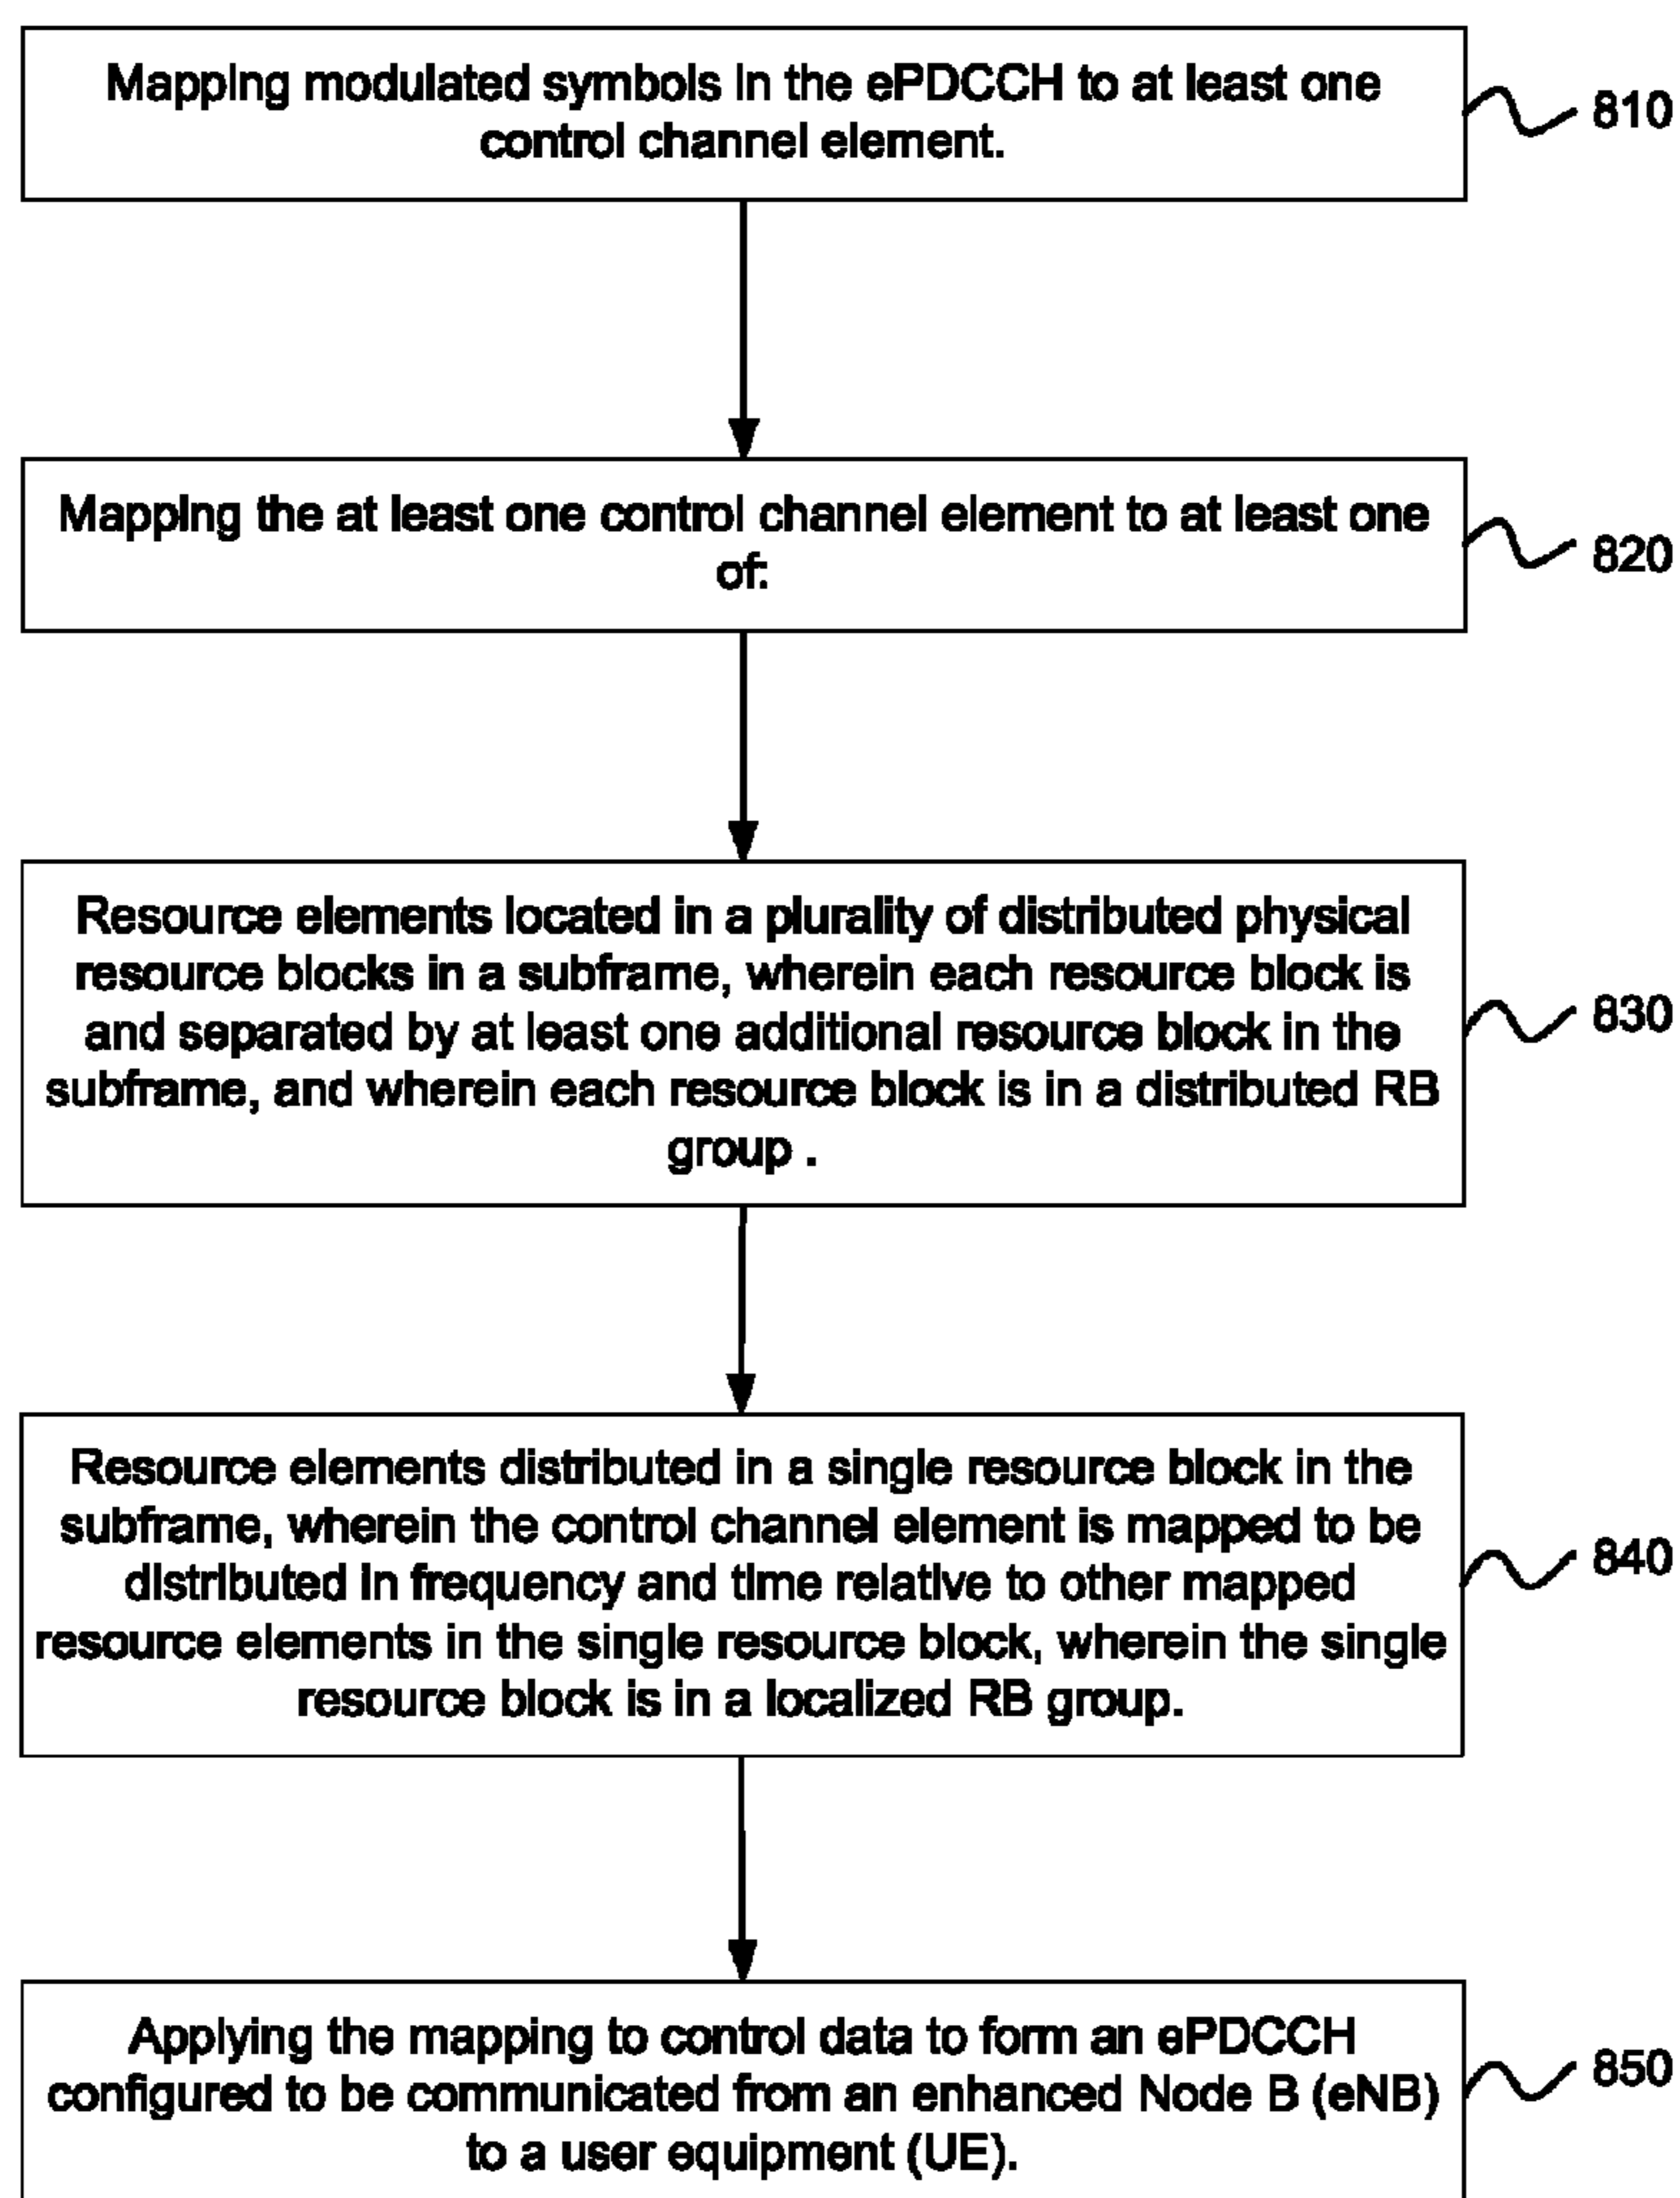 Mapping modulated symbols in the ePDCCH to at least one
control channel element.
810
Mapping the at least one control channel element to at least one
of:
820
Resource elements located in a plurality of distributed physical
resource blocks in a subframe, wherein each resource block is
and separated by at least one additional resource block in the
subframe, and wherein each resource block is in a distributed RB
group .
830
Resource elements distributed in a single resource block in the
subframe, wherein the control channel element is mapped to be
distributed in frequency and time relative to other mapped
resource elements in the single resource block, wherein the single
resource block is in a localized RB group.
840
Applying the mapping to control data to form an ePDCCH
configured to be communicated from an enhanced Node B (eNB)
to a user equipment (UE).
850